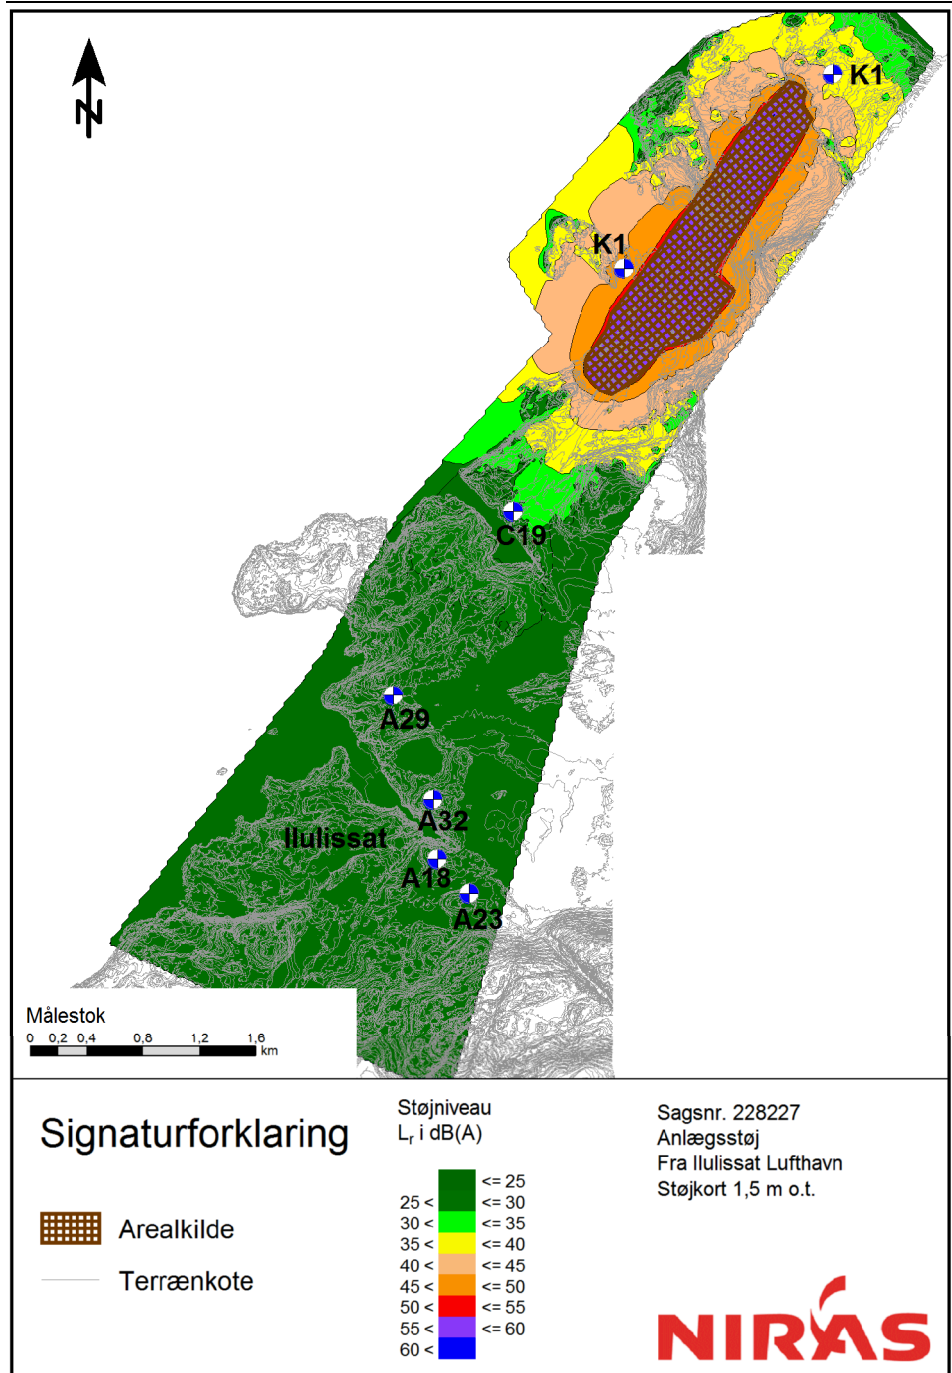 N
K1
K1
C19
A29
A32
Ilulissat
A18
A23
Målestok
0 0,2 0,4 0,8 1,2 1,6
km
Signaturforklaring
Arealkilde
Terrænkote
Støjniveau
Lr i dB(A)
<= 25
25 < <= 30
30 < <= 35
35 < <= 40
40 < <= 45
45 < <= 50
50 < <= 55
55 < <= 60
60 <
Sagsnr. 228227
Anlægsstøj
Fra Ilulissat Lufthavn
Støjkort 1,5 m o.t.
NIRAS